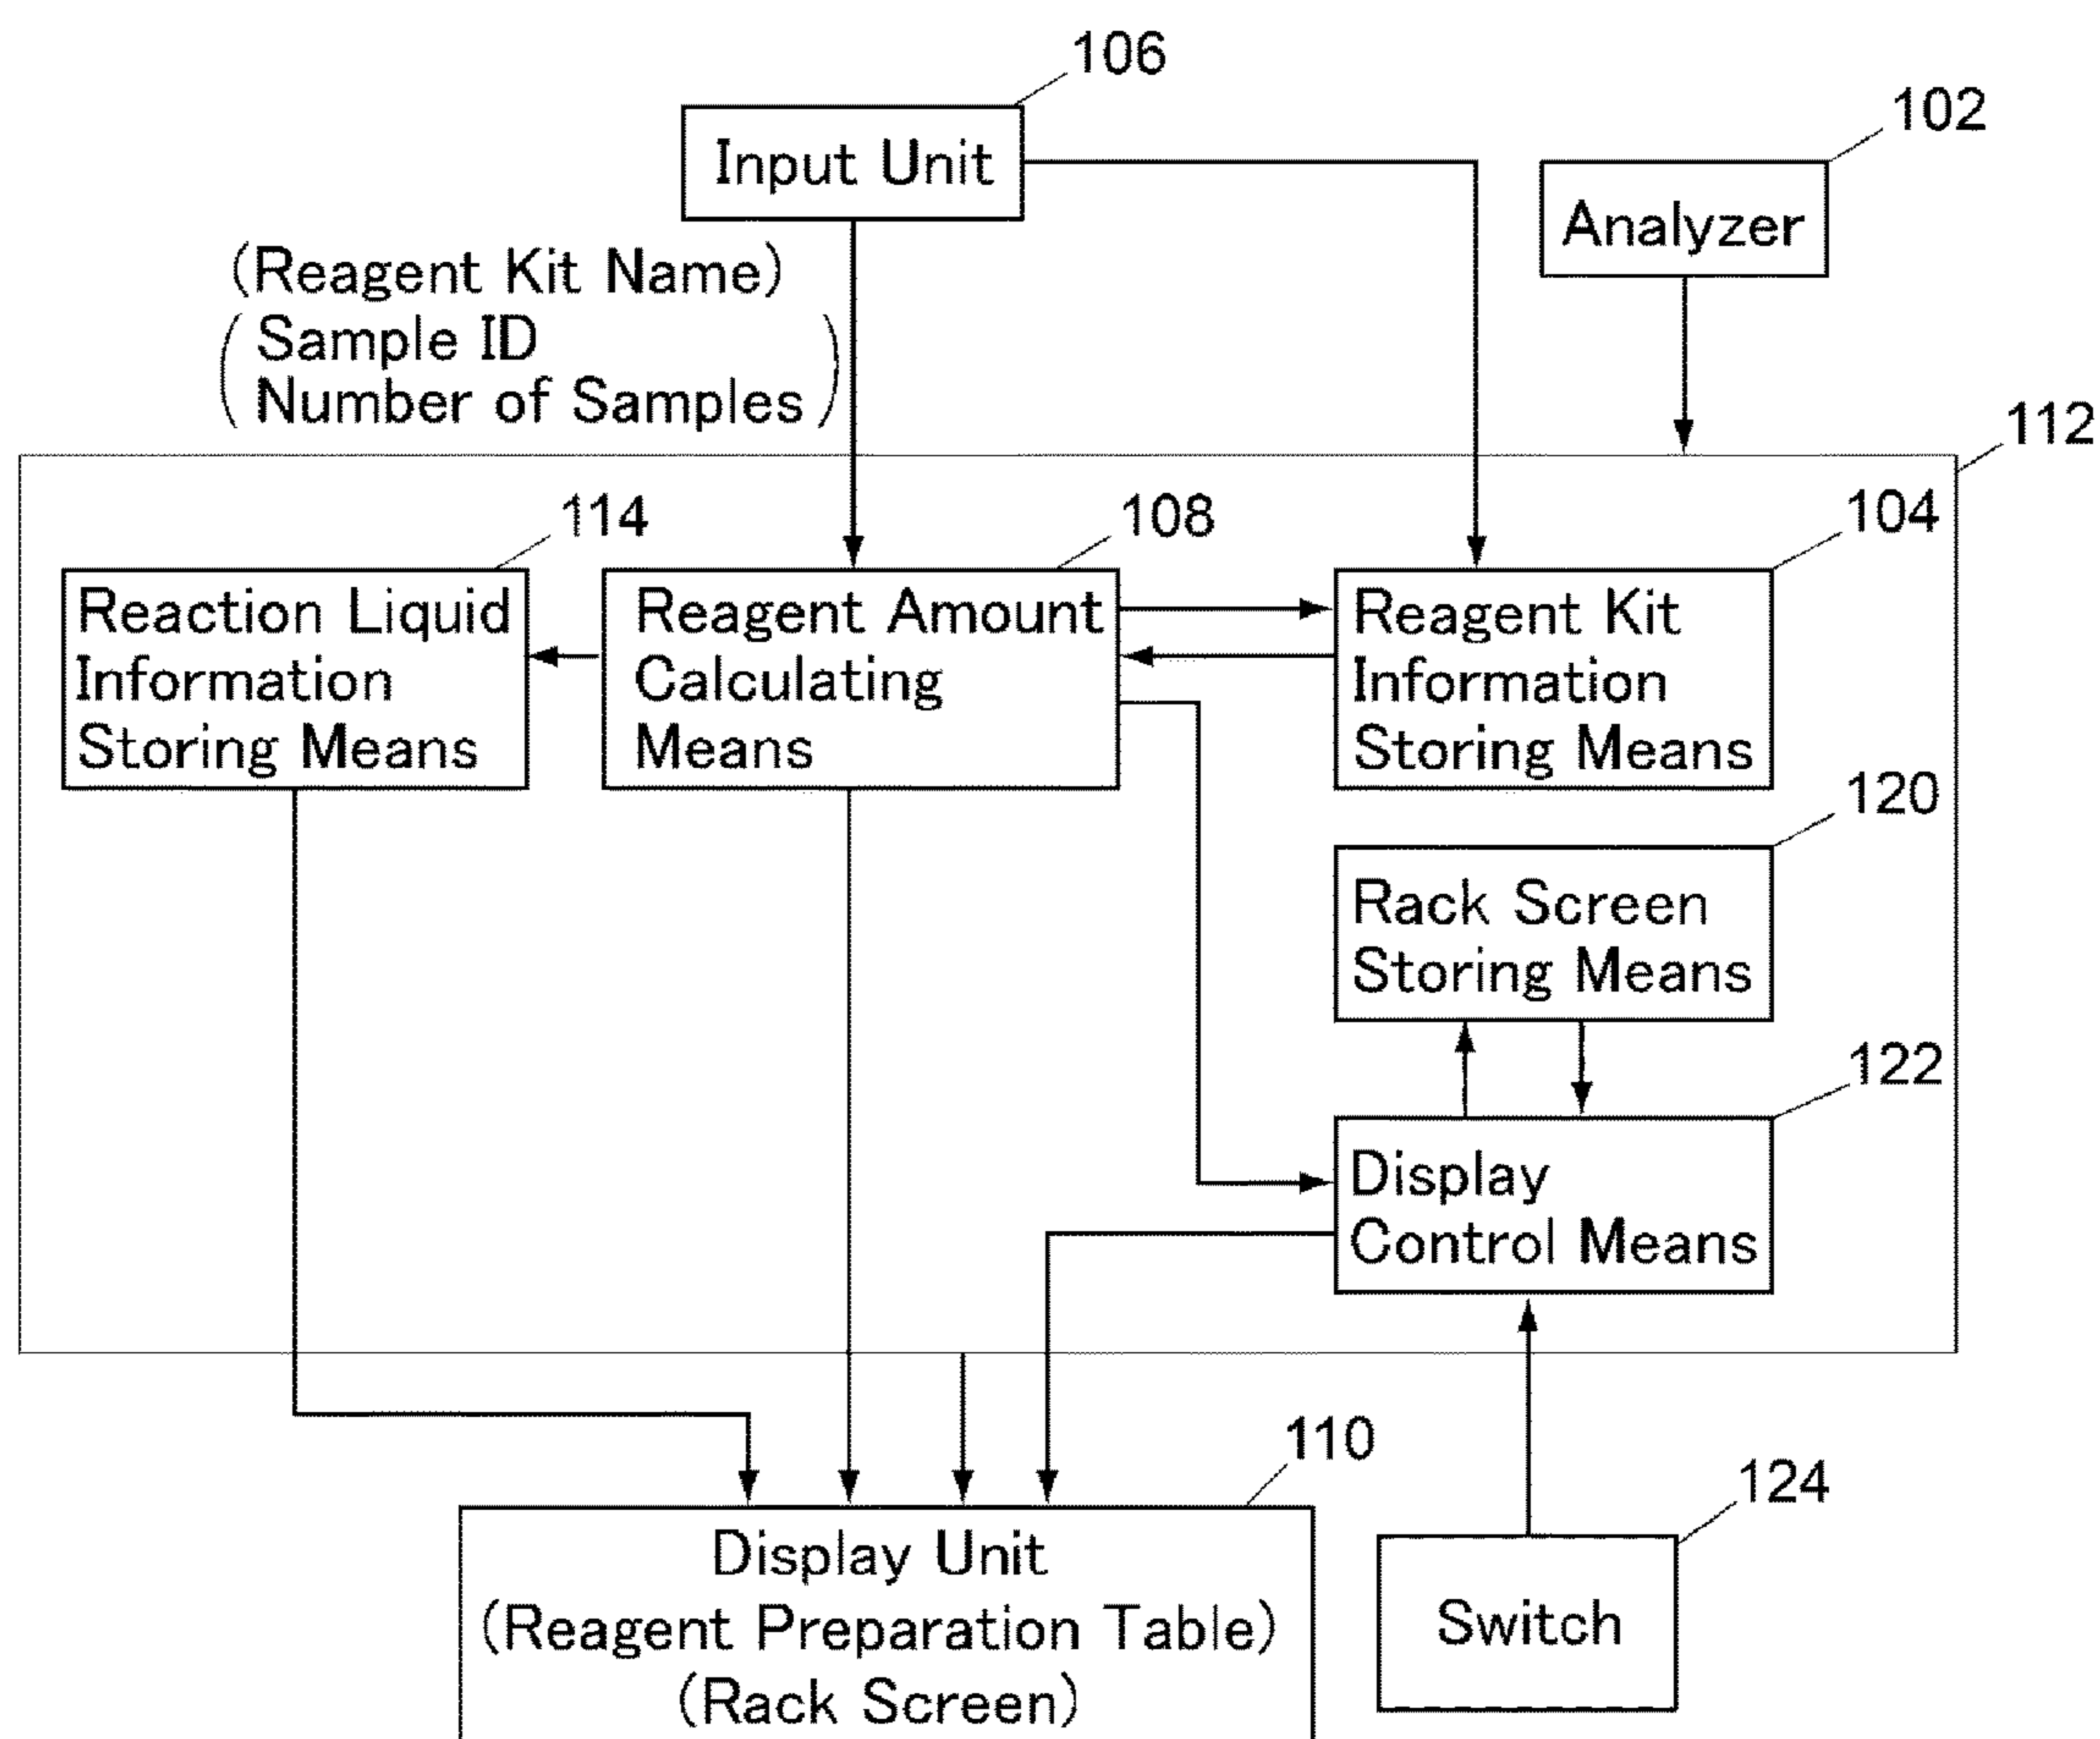 106
Input Unit
102
Analyzer
(Reagent Kit Name)
(Sample ID
Number of Samples)
112
114
108
104
Reaction Liquid
Information
Storing Means
Reagent Amount
Calculating
Means
Reagent Kit
Information
Storing Means
120
Rack Screen
Storing Means
122
Display
Control Means
110
Display Unit
(Reagent Preparation Table)
(Rack Screen)
124
Switch